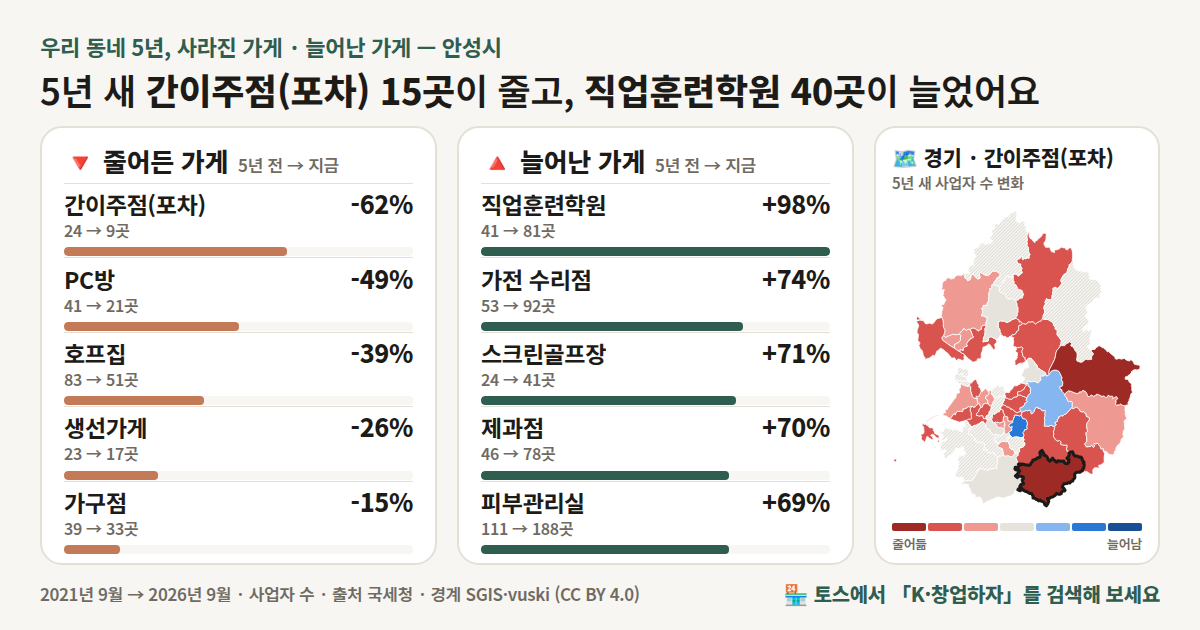 우리 동네 5년, 사라진 가게 · 늘어난 가게 — 안성시
5년 새 간이주점(포차) 15곳이 줄고, 직업훈련학원 40곳이 늘었어요
🔻 줄어든 가게 5년 전 → 지금
간이주점(포차) -62%
24 → 9곳
PC방 -49%
41 → 21곳
호프집 -39%
83 → 51곳
생선가게 -26%
23 → 17곳
가구점 -15%
39 → 33곳
🔺 늘어난 가게 5년 전 → 지금
직업훈련학원 +98%
41 → 81곳
가전 수리점 +74%
53 → 92곳
스크린골프장 +71%
24 → 41곳
제과점 +70%
46 → 78곳
피부관리실 +69%
111 → 188곳
🗺️ 경기 · 간이주점(포차)
5년 새 사업자 수 변화
줄어듦 늘어남
2021년 9월 → 2026년 9월 · 사업자 수 · 출처 국세청 · 경계 SGIS·vuski (CC BY 4.0)
🏪 토스에서 「K·창업하자」를 검색해 보세요